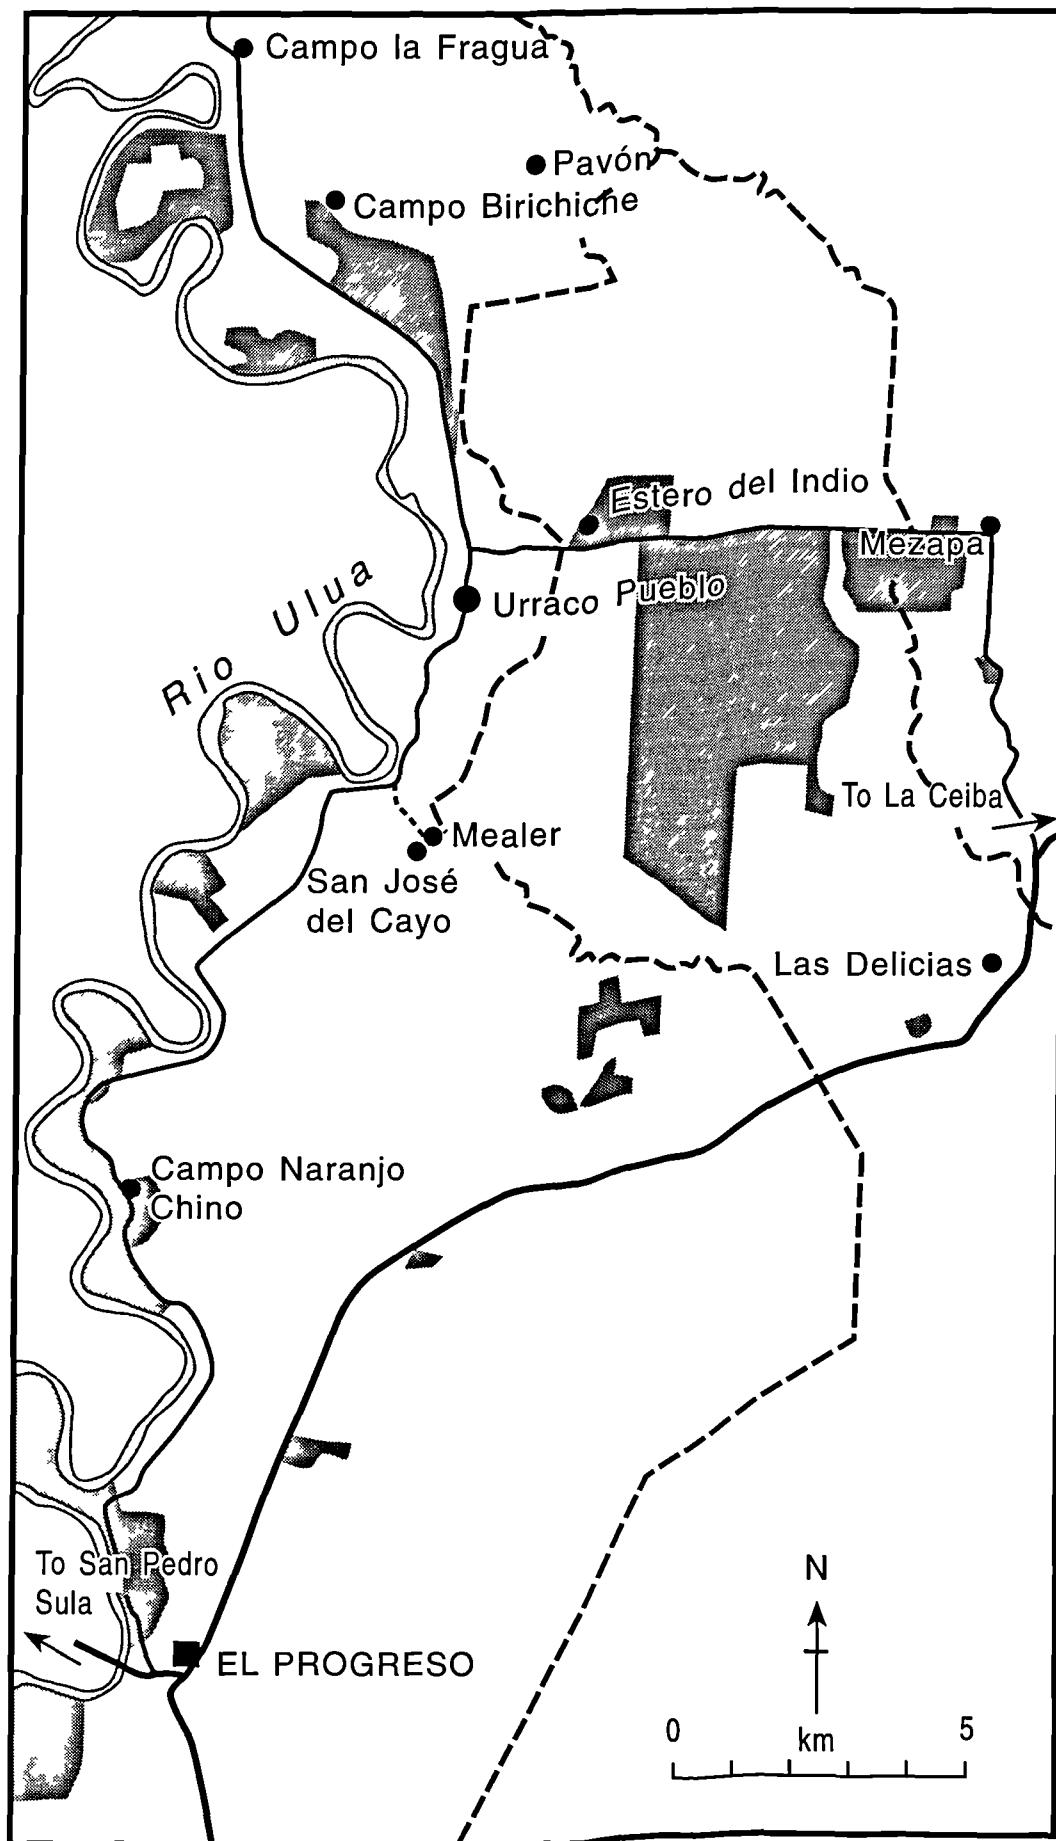 Campo la Fragua
Pavón
Campo Birichiche
Estero del Indio
Mezapa
Rio Ulua
Urraco Pueblo
To La Ceiba
Mealer
San José
del Cayo
Las Delicias
Campo Naranjo
Chino
To San Pedro
Sula
EL PROGRESO
N
0 5
km